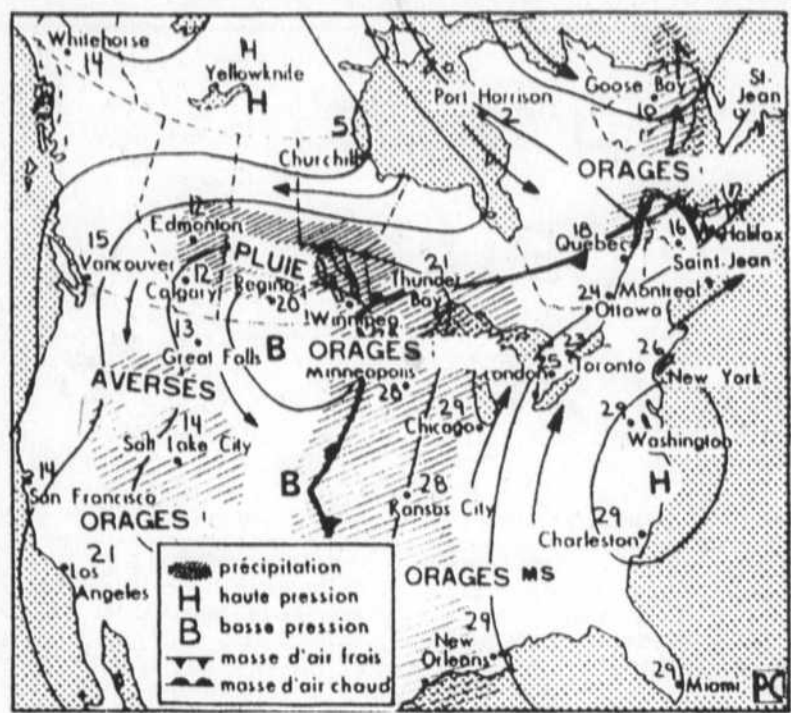 Whitehorse
14
H
Yellowknife
H
Goose Bay
10
St.
Jean
Port Harrison
2
5
Churchill
ORAGES
17
12
Edmonton
15
Vancouver
PLUIE
12
Calgary
Regina
20
Winnipeg
21
Thunder
Bay
18
Québec
16
Halifax
Saint-Jean
Montreal
24
Ottawa
13
Great Falls
B
ORAGES
Minneapolis
28
London
25
23
Toronto
26
New York
AVERSES
14
Salt Lake City
29
Chicago
29
Washington
14
San Francisco
B
28
Kansas City
H
ORAGES
29
Charleston
21
Los
Angeles
ORAGES MS
29
New
Orleans
29
Miami
précipitation
H haute pression
B basse pression
masse d'air frais
masse d'air chaud
PC